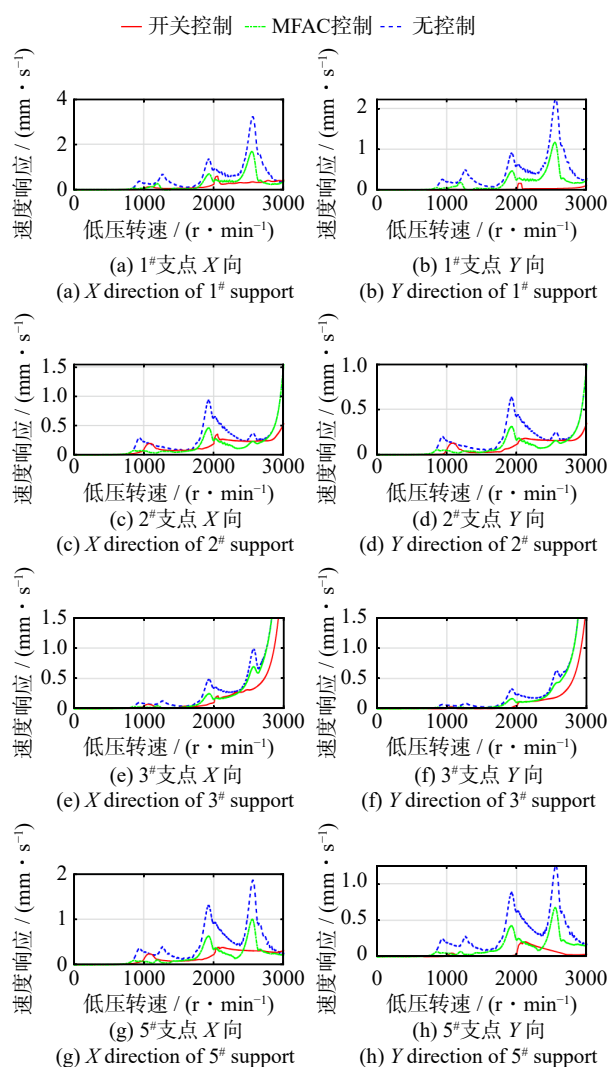 开关控制 MFAC控制 无控制
速度响应 / (mm·s⁻¹)
4
2
0
0 1000 2000 3000
低压转速 / (r·min⁻¹)
(a) 1#支点 X 向
(a) X direction of 1# support
速度响应 / (mm·s⁻¹)
2
1
0
0 1000 2000 3000
低压转速 / (r·min⁻¹)
(b) 1#支点 Y 向
(b) Y direction of 1# support
速度响应 / (mm·s⁻¹)
1.5
1.0
0.5
0
0 1000 2000 3000
低压转速 / (r·min⁻¹)
(c) 2#支点 X 向
(c) X direction of 2# support
速度响应 / (mm·s⁻¹)
1.0
0.5
0
0 1000 2000 3000
低压转速 / (r·min⁻¹)
(d) 2#支点 Y 向
(d) Y direction of 2# support
速度响应 / (mm·s⁻¹)
1.5
1.0
0.5
0
0 1000 2000 3000
低压转速 / (r·min⁻¹)
(e) 3#支点 X 向
(e) X direction of 3# support
速度响应 / (mm·s⁻¹)
1.5
1.0
0.5
0
0 1000 2000 3000
低压转速 / (r·min⁻¹)
(f) 3#支点 Y 向
(f) Y direction of 3# support
速度响应 / (mm·s⁻¹)
2
1
0
0 1000 2000 3000
低压转速 / (r·min⁻¹)
(g) 5#支点 X 向
(g) X direction of 5# support
速度响应 / (mm·s⁻¹)
1.0
0.5
0
0 1000 2000 3000
低压转速 / (r·min⁻¹)
(h) 5#支点 Y 向
(h) Y direction of 5# support